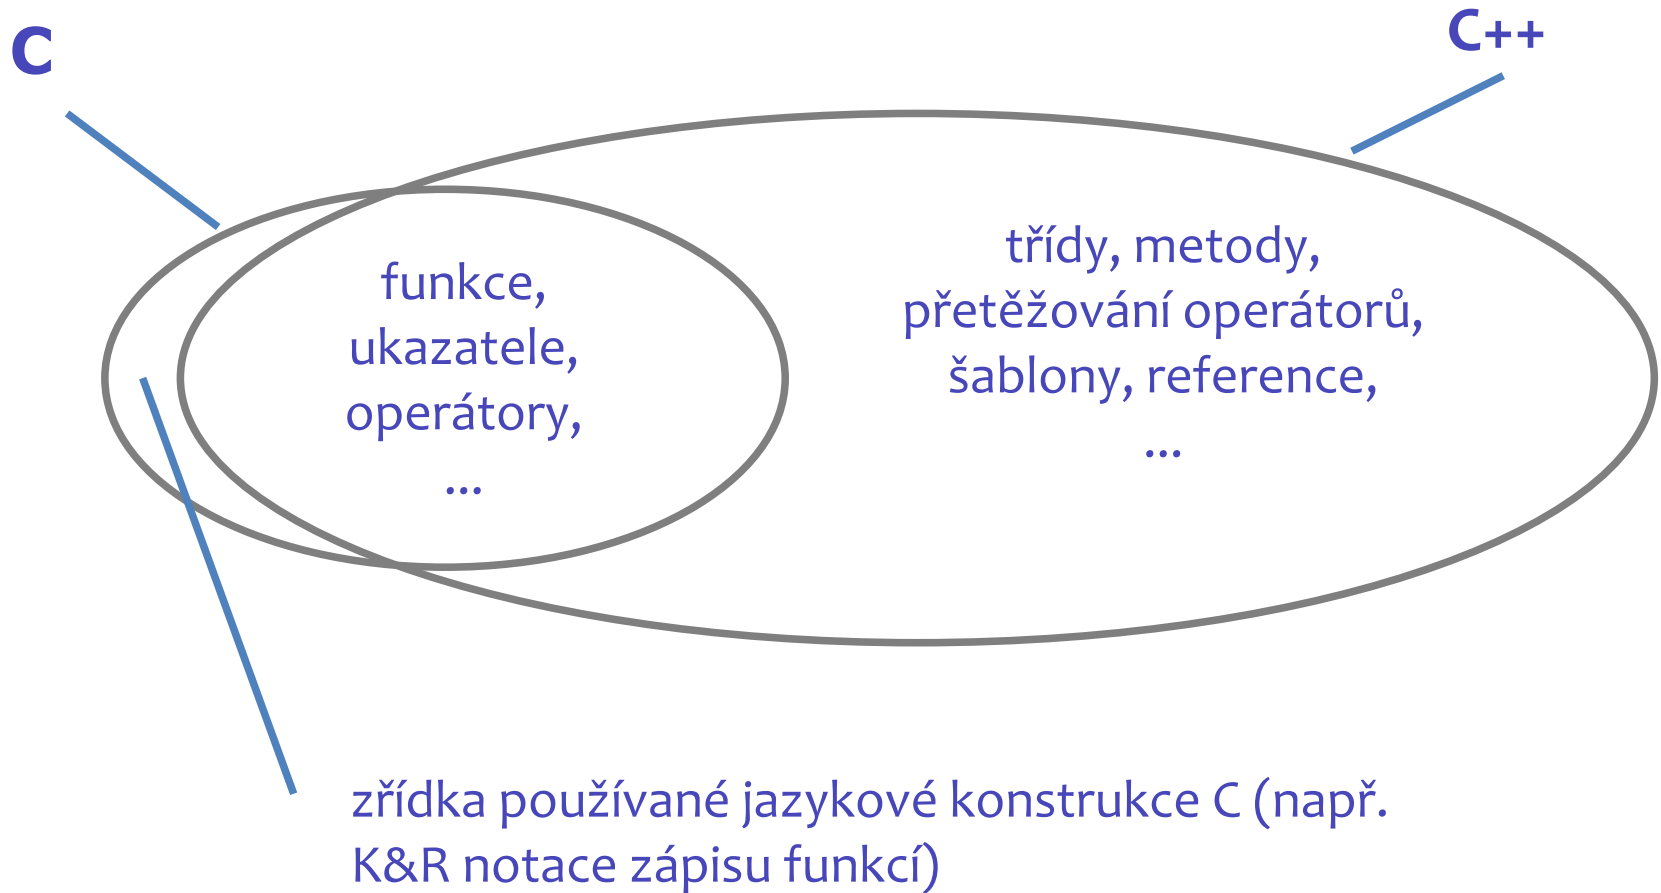 C
C++
funkce,
ukazatele,
operátory,
...
třídy, metody,
přetěžování operátorů,
šablony, reference,
...
zřídka používané jazykové konstrukce C (např.
K&R notace zápisu funkcí)